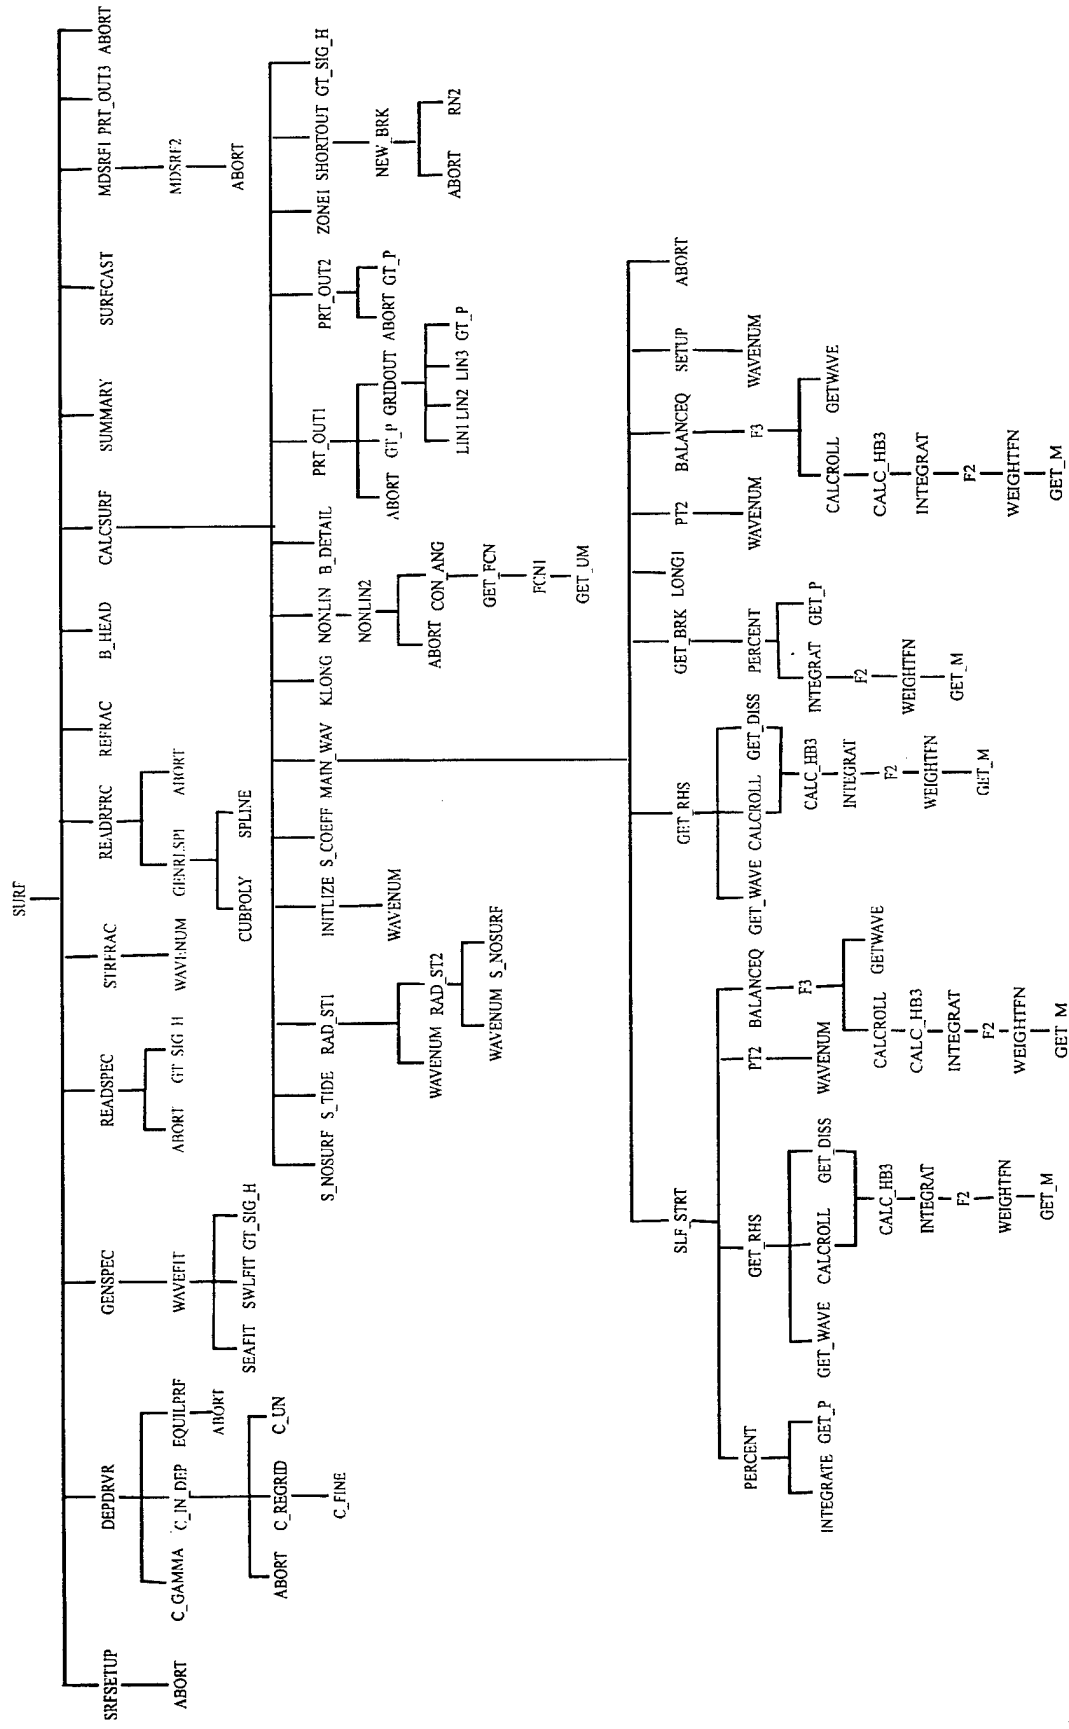 SURF
SRFSETUP DEPDRVR GENSPEC READSPEC STRFRAC READRFRC REFRAC B_HEAD CALCSURF SUMMARY SURFCAST MDSRF1 PRT_OUT3 ABORT
ABORT C_GAMMA C_IN_DEP EQUILPRF WAVEFIT ABORT GT_SIG_H WAVENUM GENRLSPI ABORT MDSRF2
ABORT SEAFIT SWLFIT GT_SIG_H CUBPOLY SPLINE ABORT
ABORT C_REGRID C_UN
C_FINE
S_NOSURF S_TIDE RAD_ST1 INITLIZE S_COEFF MAIN_WAV KLONG NONLIN B_DETAIL PRT_OUT1 PRT_OUT2 ZONE1 SHORTOUT GT_SIG_H
WAVENUM NONLIN2 ABORT GT_P GRIDOUT ABORT GT_P NEW_BRK
WAVENUM RAD_ST2 ABORT CON_ANG LIN1 LIN2 LIN3 GT_P ABORT RN2
WAVENUM S_NOSURF GET_FCN
FCN1
GET_UM
SLF_STRT GET_RHS GET_BRK LONG1 PT2 BALANCEQ SETUP ABORT
PERCENT GET_RHS PT2 BALANCEQ GET_WAVE CALCROLL GET_DISS PERCENT WAVENUM F3 WAVENUM
INTEGRATE GET_P GET_WAVE CALCROLL GET_DISS WAVENUM F3 CALC_HB3 INTEGRAT GET_P CALCROLL GETWAVE
CALC_HB3 CALCROLL GETWAVE INTEGRAT F2 CALC_HB3
INTEGRAT CALC_HB3 F2 WEIGHTFN INTEGRAT
F2 INTEGRAT WEIGHTFN GET_M F2
WEIGHTFN F2 GET_M WEIGHTFN
GET_M WEIGHTFN GET_M
GET_M